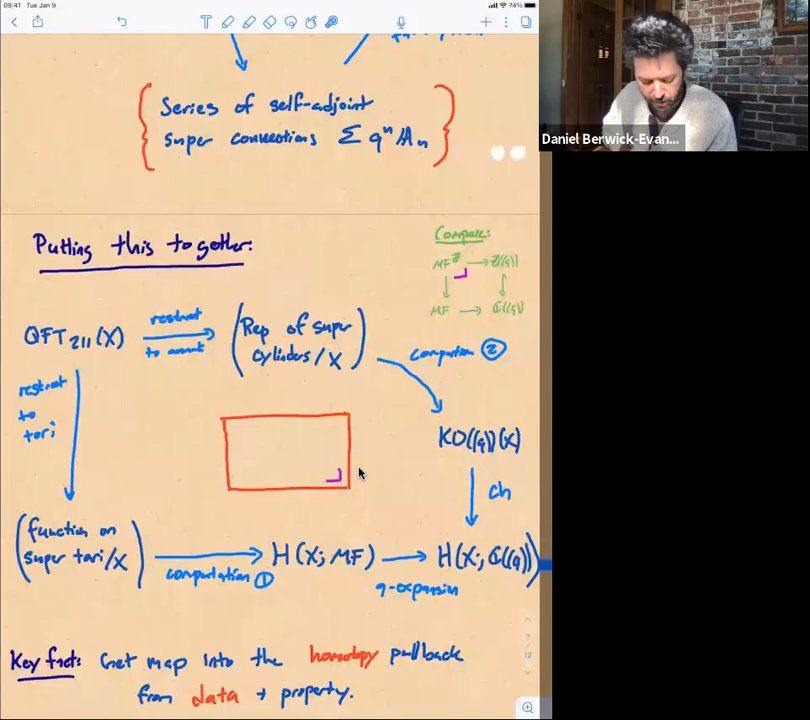 09:41 Tue Jan 9
74%
Series of self-adjoint
super connections Σ qⁿ 𝔸ₙ
Daniel Berwick-Evan...
Putting this together:
Compare:
MF^ℤ → ℤ((q))
MF → ℂ((q))
QFT₂|₁(X)
restrict
to annuli
(Rep of super
cylinders/X)
computation ②
restrict
to
tori
KO((q))(X)
ch
(function on
super tori/X)
computation ①
H(X; MF)
q-expansion
H(X; ℂ((q)))
Key fact: Get map into the homotopy pullback
from data + property.